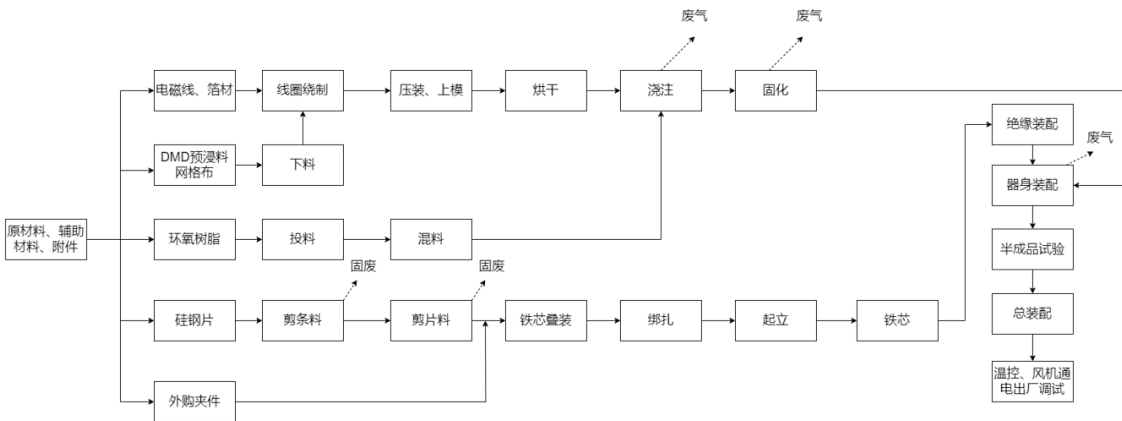 废气
废气
电磁线、箔材
线圈绕制
压装、上模
烘干
浇注
固化
绝缘装配
废气
DMD预浸料
网格布
下料
器身装配
原材料、辅助
材料、附件
环氧树脂
投料
混料
半成品试验
固废
固废
硅钢片
剪条料
剪片料
铁芯叠装
绑扎
起立
铁芯
总装配
温控、风机通
电出厂调试
外购夹件